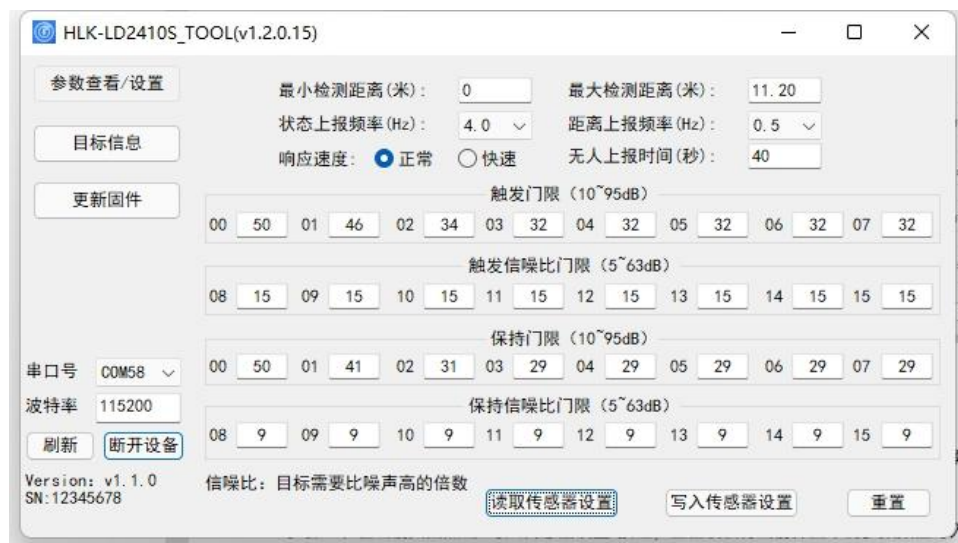 HLK-LD2410S_TOOL(v1.2.0.15)
参数查看/设置
目标信息
更新固件
最小检测距离(米): 0 最大检测距离(米): 11.20
状态上报频率(Hz): 4.0 距离上报频率(Hz): 0.5
响应速度: 正常 快速 无人上报时间(秒): 40
触发门限 (10~95dB)
00 50 01 46 02 34 03 32 04 32 05 32 06 32 07 32
触发信噪比门限 (5~63dB)
08 15 09 15 10 15 11 15 12 15 13 15 14 15 15 15
保持门限 (10~95dB)
00 50 01 41 02 31 03 29 04 29 05 29 06 29 07 29
保持信噪比门限 (5~63dB)
08 9 09 9 10 9 11 9 12 9 13 9 14 9 15 9
串口号 COM58
波特率 115200
刷新 断开设备
Version: v1.1.0
SN:12345678
信噪比: 目标需要比噪声高的倍数
读取传感器设置 写入传感器设置 重置